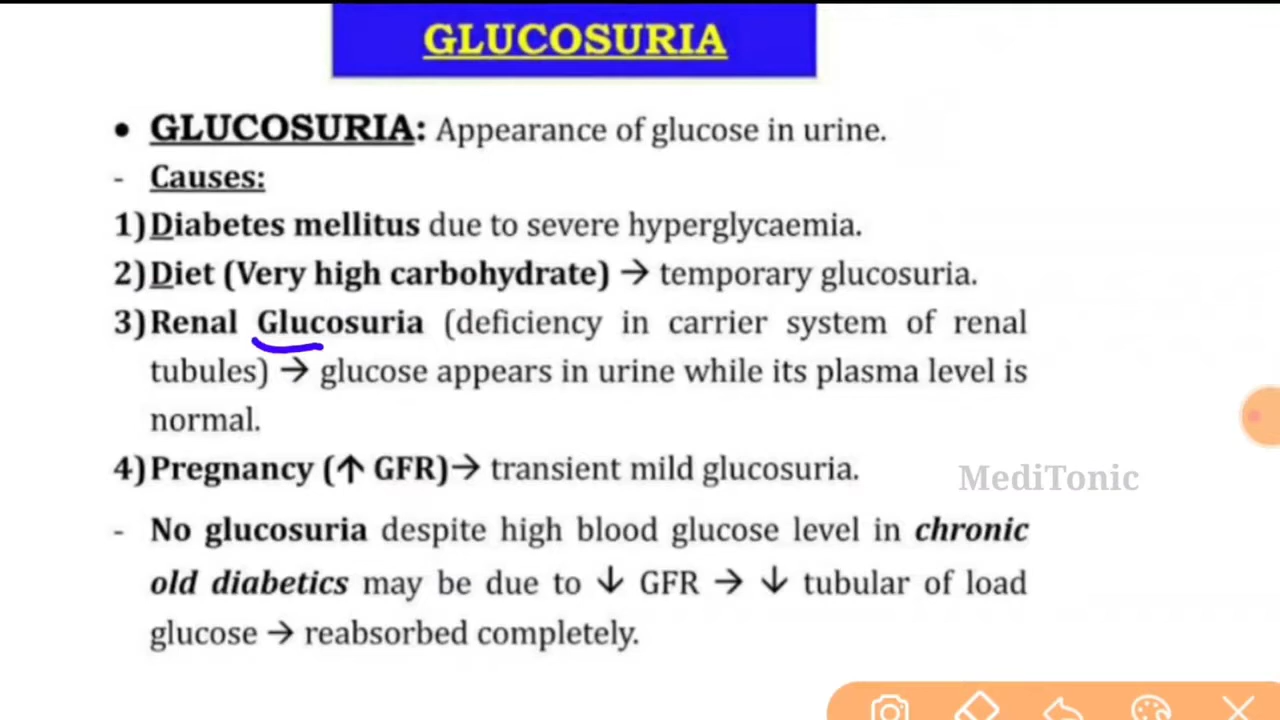 GLUCOSURIA
• GLUCOSURIA: Appearance of glucose in urine.
- Causes:
1)Diabetes mellitus due to severe hyperglycaemia.
2)Diet (Very high carbohydrate) → temporary glucosuria.
3)Renal Glucosuria (deficiency in carrier system of renal
tubules) → glucose appears in urine while its plasma level is
normal.
4)Pregnancy (↑ GFR)→ transient mild glucosuria.
MediTonic
- No glucosuria despite high blood glucose level in chronic
old diabetics may be due to ↓ GFR → ↓ tubular of load
glucose → reabsorbed completely.